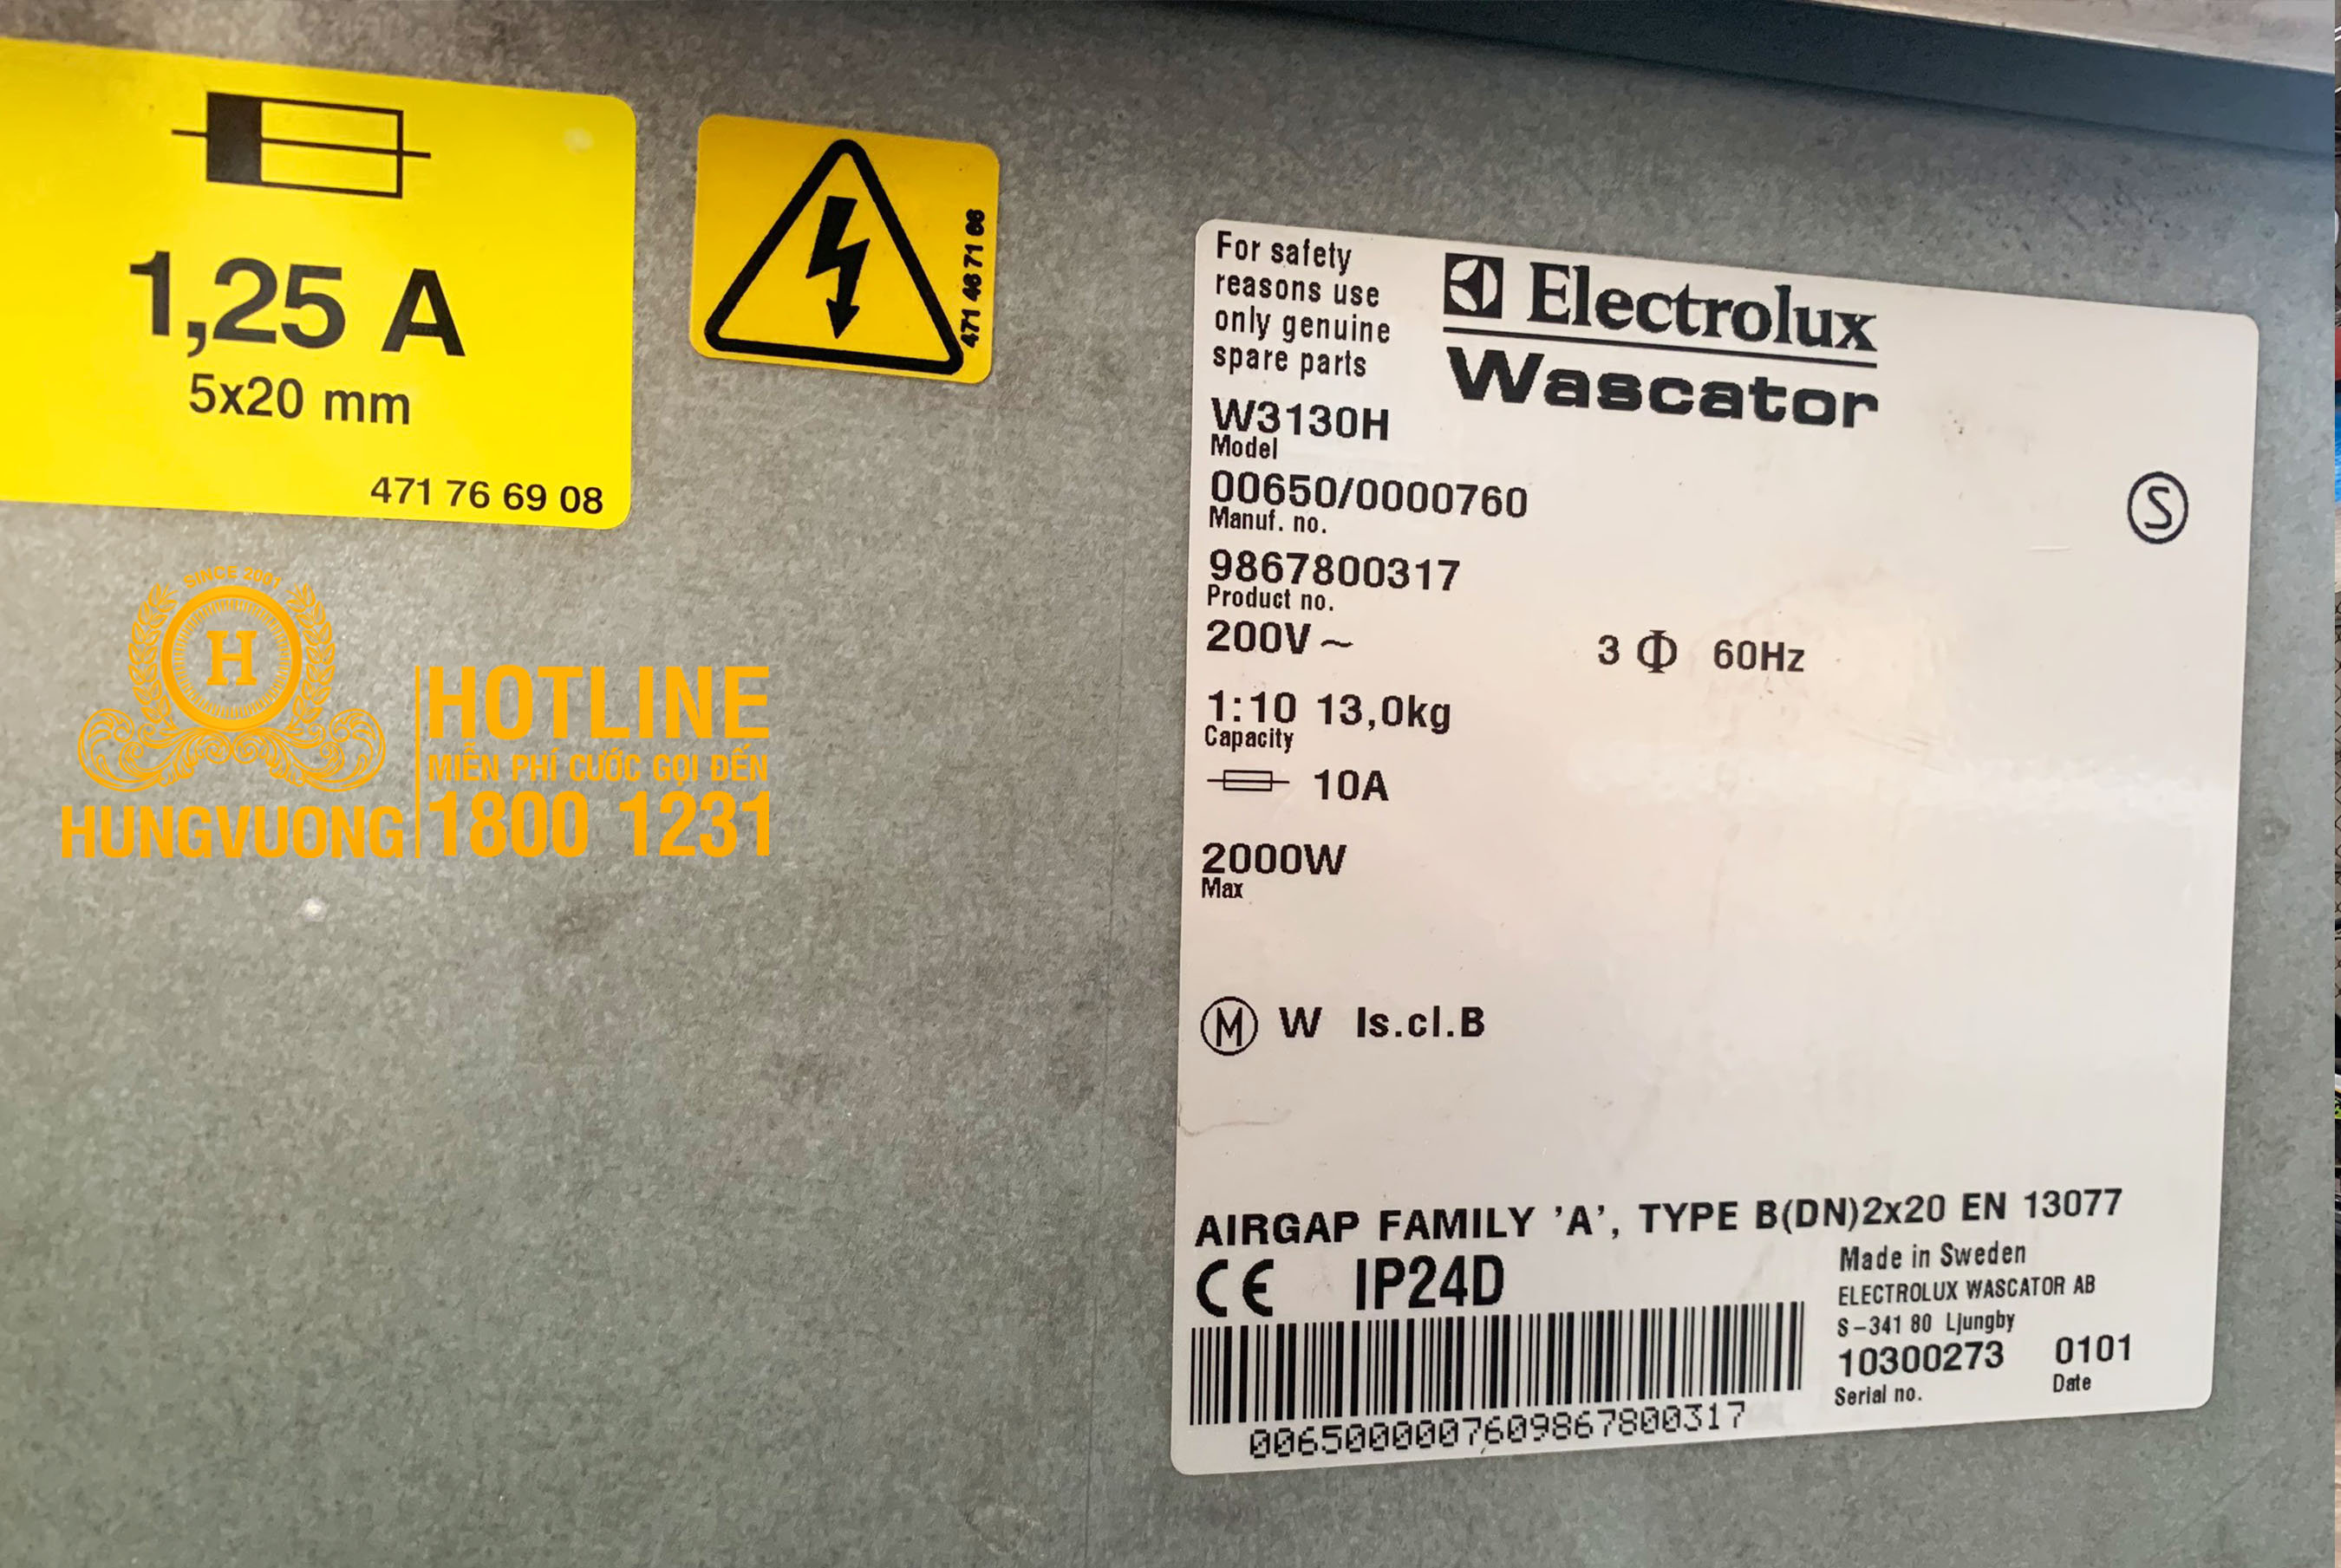 1,25 A
5x20 mm
471 76 69 08
471 46 71 66
For safety
reasons use
only genuine
spare parts
Electrolux
Wascator
W3130H
Model
00650/0000760
Manuf. no.
9867800317
Product no.
200V~ 3 Φ 60Hz
1:10 13,0kg
Capacity
10A
2000W
Max
S
M W Is.cl.B
AIRGAP FAMILY 'A', TYPE B(DN)2x20 EN 13077
CE IP24D
Made in Sweden
ELECTROLUX WASCATOR AB
S-341 80 Ljungby
10300273 0101
Serial no. Date
0065000007609867800317
SINCE 2001
H
HUNGVUONG
HOTLINE
MIỄN PHÍ CƯỚC GỌI ĐẾN
1800 1231